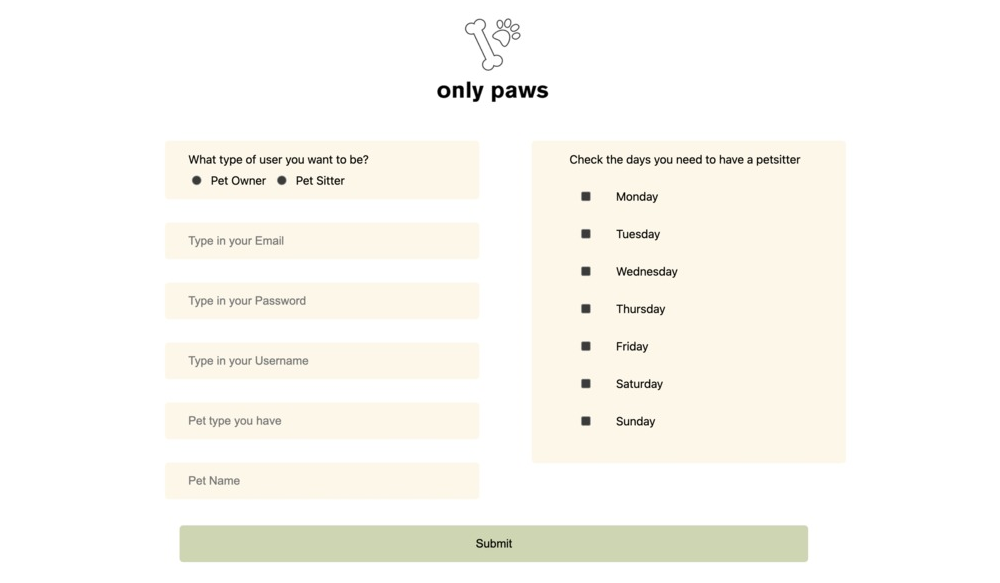 only paws
What type of user you want to be?
Pet Owner Pet Sitter
Type in your Email
Type in your Password
Type in your Username
Pet type you have
Pet Name
Check the days you need to have a petsitter
Monday
Tuesday
Wednesday
Thursday
Friday
Saturday
Sunday
Submit